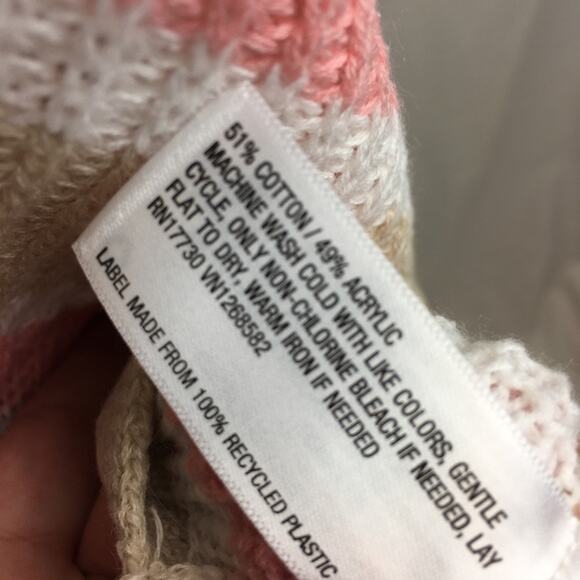 51% COTTON / 49% ACRYLIC
MACHINE WASH COLD WITH LIKE COLORS, GENTLE
CYCLE, ONLY NON-CHLORINE BLEACH IF NEEDED, LAY
FLAT TO DRY, WARM IRON IF NEEDED
RN17730 VN1268582
LABEL MADE FROM 100% RECYCLED PLASTIC